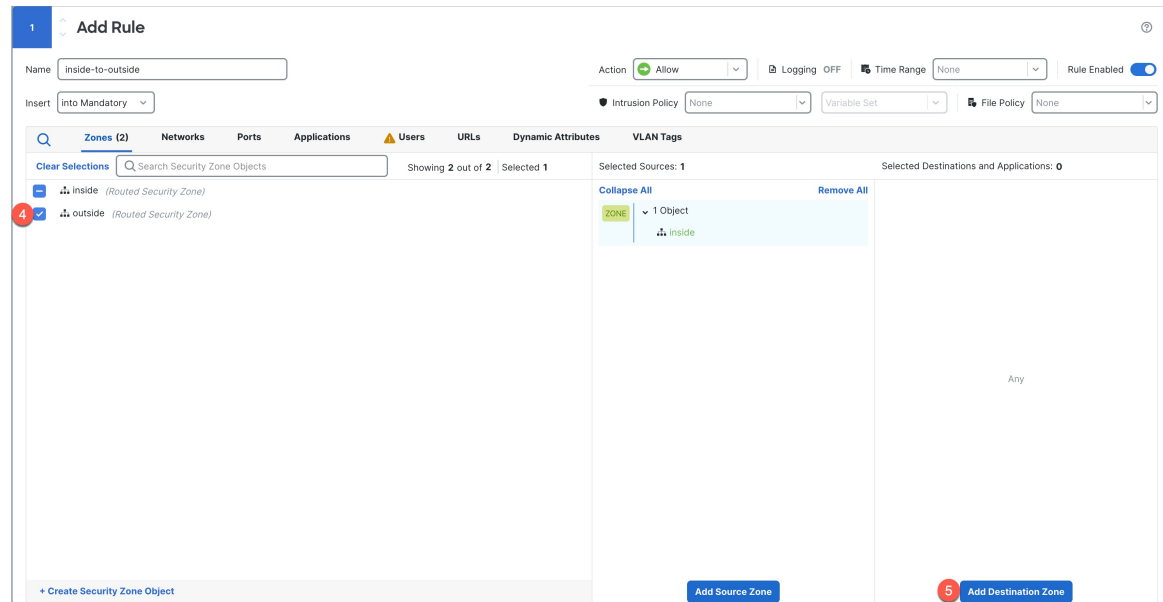 1 Add Rule
Name inside-to-outside Action Allow Logging OFF Time Range None Rule Enabled
Insert into Mandatory Intrusion Policy None Variable Set File Policy None
Zones (2) Networks Ports Applications Users URLs Dynamic Attributes VLAN Tags
Clear Selections Search Security Zone Objects Showing 2 out of 2 Selected 1 Selected Sources: 1 Selected Destinations and Applications: 0
inside (Routed Security Zone) Collapse All Remove All
4 outside (Routed Security Zone) ZONE 1 Object
inside
Any
+ Create Security Zone Object Add Source Zone 5 Add Destination Zone